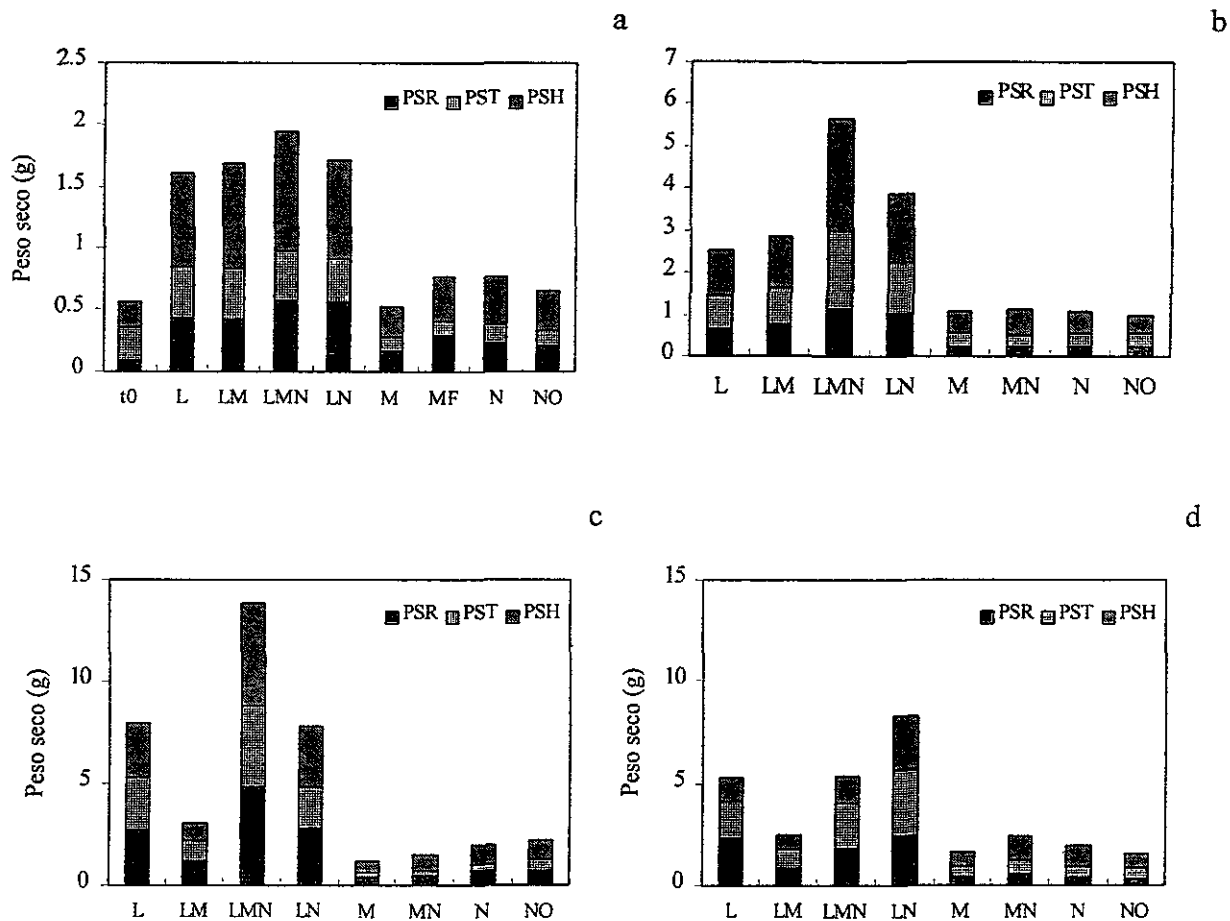 a
2.5
2
1.5
1
0.5
0
Peso seco (g)
PSR PST PSH
t0 L LM LMN LN M MF N NO
b
7
6
5
4
3
2
1
0
Peso seco (g)
PSR PST PSH
L LM LMN LN M MN N NO
c
15
10
5
0
Peso seco (g)
PSR PST PSH
L LM LMN LN M MN N NO
d
15
10
5
0
Peso seco (g)
PSR PST PSH
L LM LMN LN M MN N NO